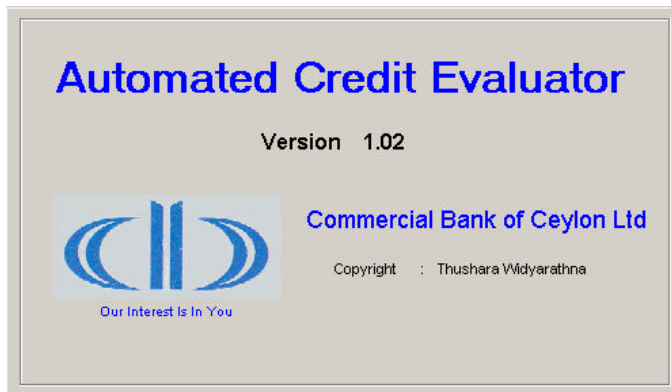 Automated Credit Evaluator
Version 1.02
Commercial Bank of Ceylon Ltd
Copyright : Thushara Widyarathna
Our Interest Is In You